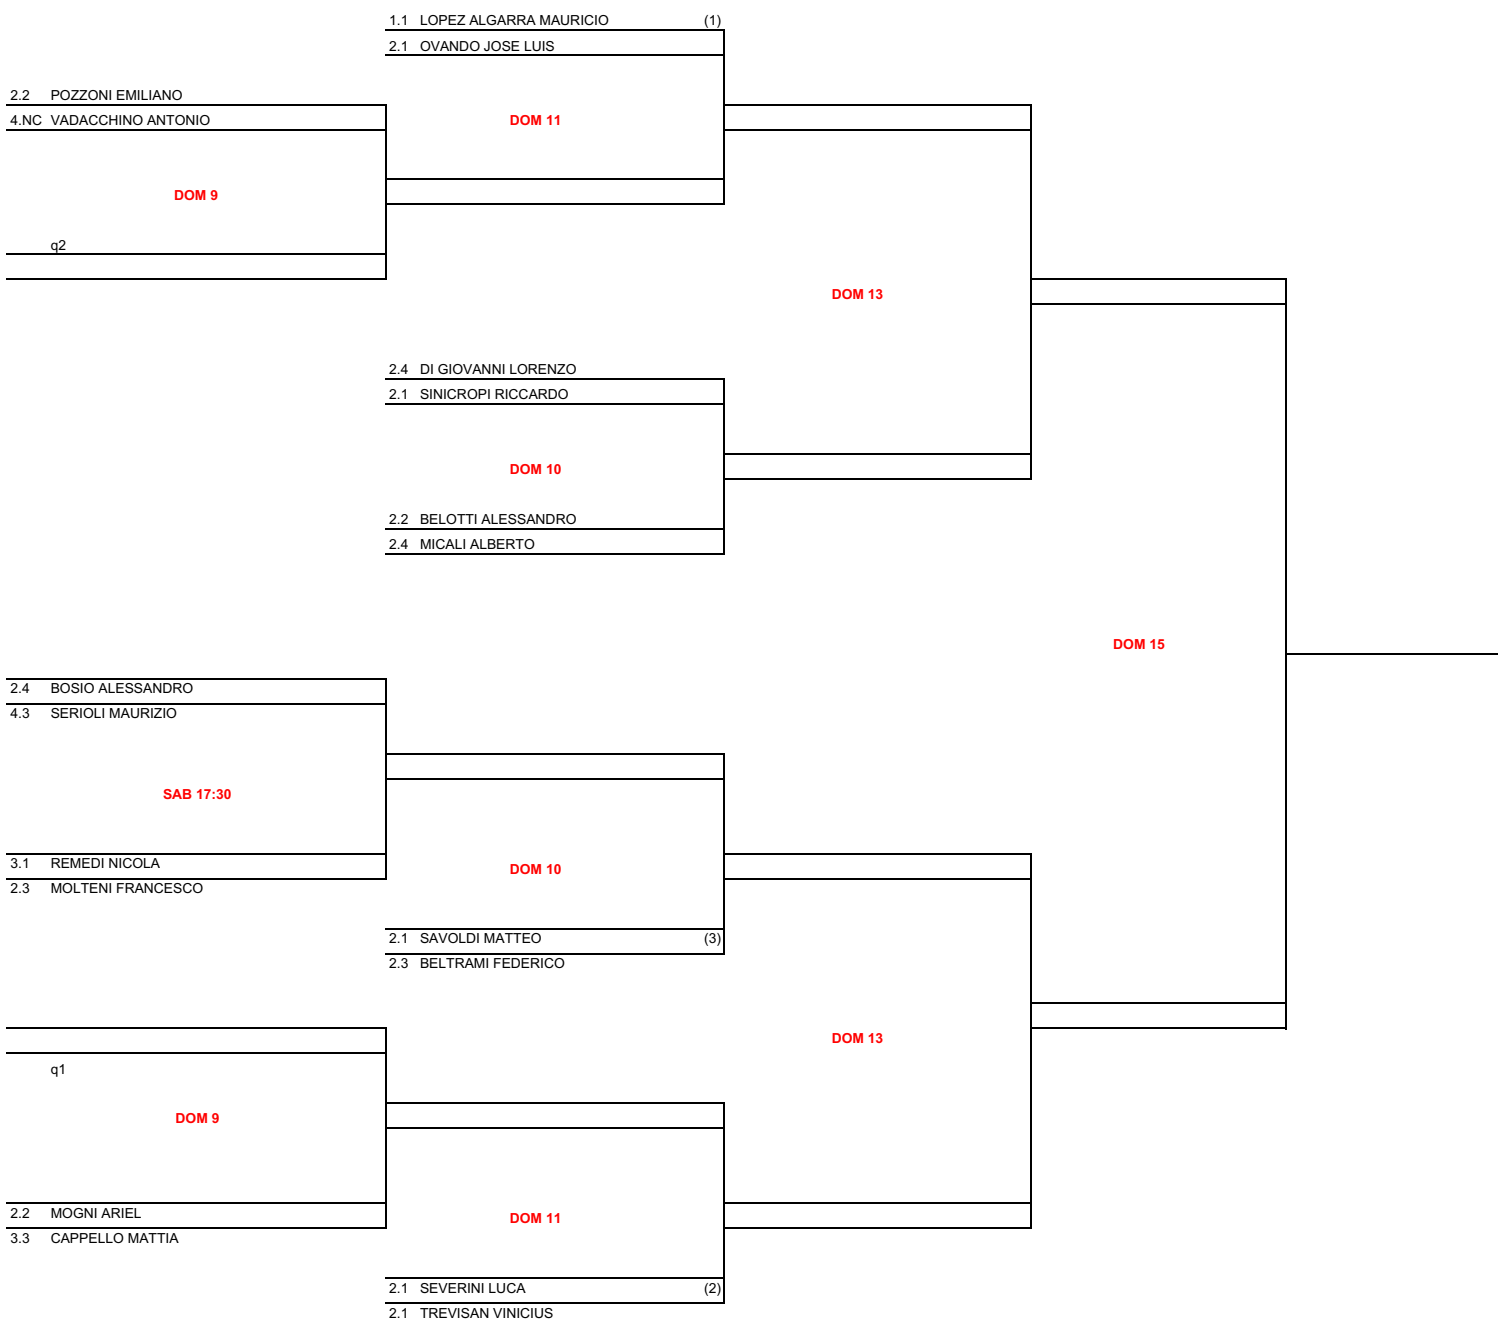 1.1 LOPEZ ALGARRA MAURICIO (1)
2.1 OVANDO JOSE LUIS
2.2 POZZONI EMILIANO
4.NC VADACCHINO ANTONIO
DOM 11
DOM 9
q2
DOM 13
2.4 DI GIOVANNI LORENZO
2.1 SINICROPI RICCARDO
DOM 10
2.2 BELOTTI ALESSANDRO
2.4 MICALI ALBERTO
DOM 15
2.4 BOSIO ALESSANDRO
4.3 SERIOLI MAURIZIO
SAB 17:30
3.1 REMEDI NICOLA
2.3 MOLTENI FRANCESCO
DOM 10
2.1 SAVOLDI MATTEO (3)
2.3 BELTRAMI FEDERICO
DOM 13
q1
DOM 9
2.2 MOGNI ARIEL
3.3 CAPPELLO MATTIA
DOM 11
2.1 SEVERINI LUCA (2)
2.1 TREVISAN VINICIUS